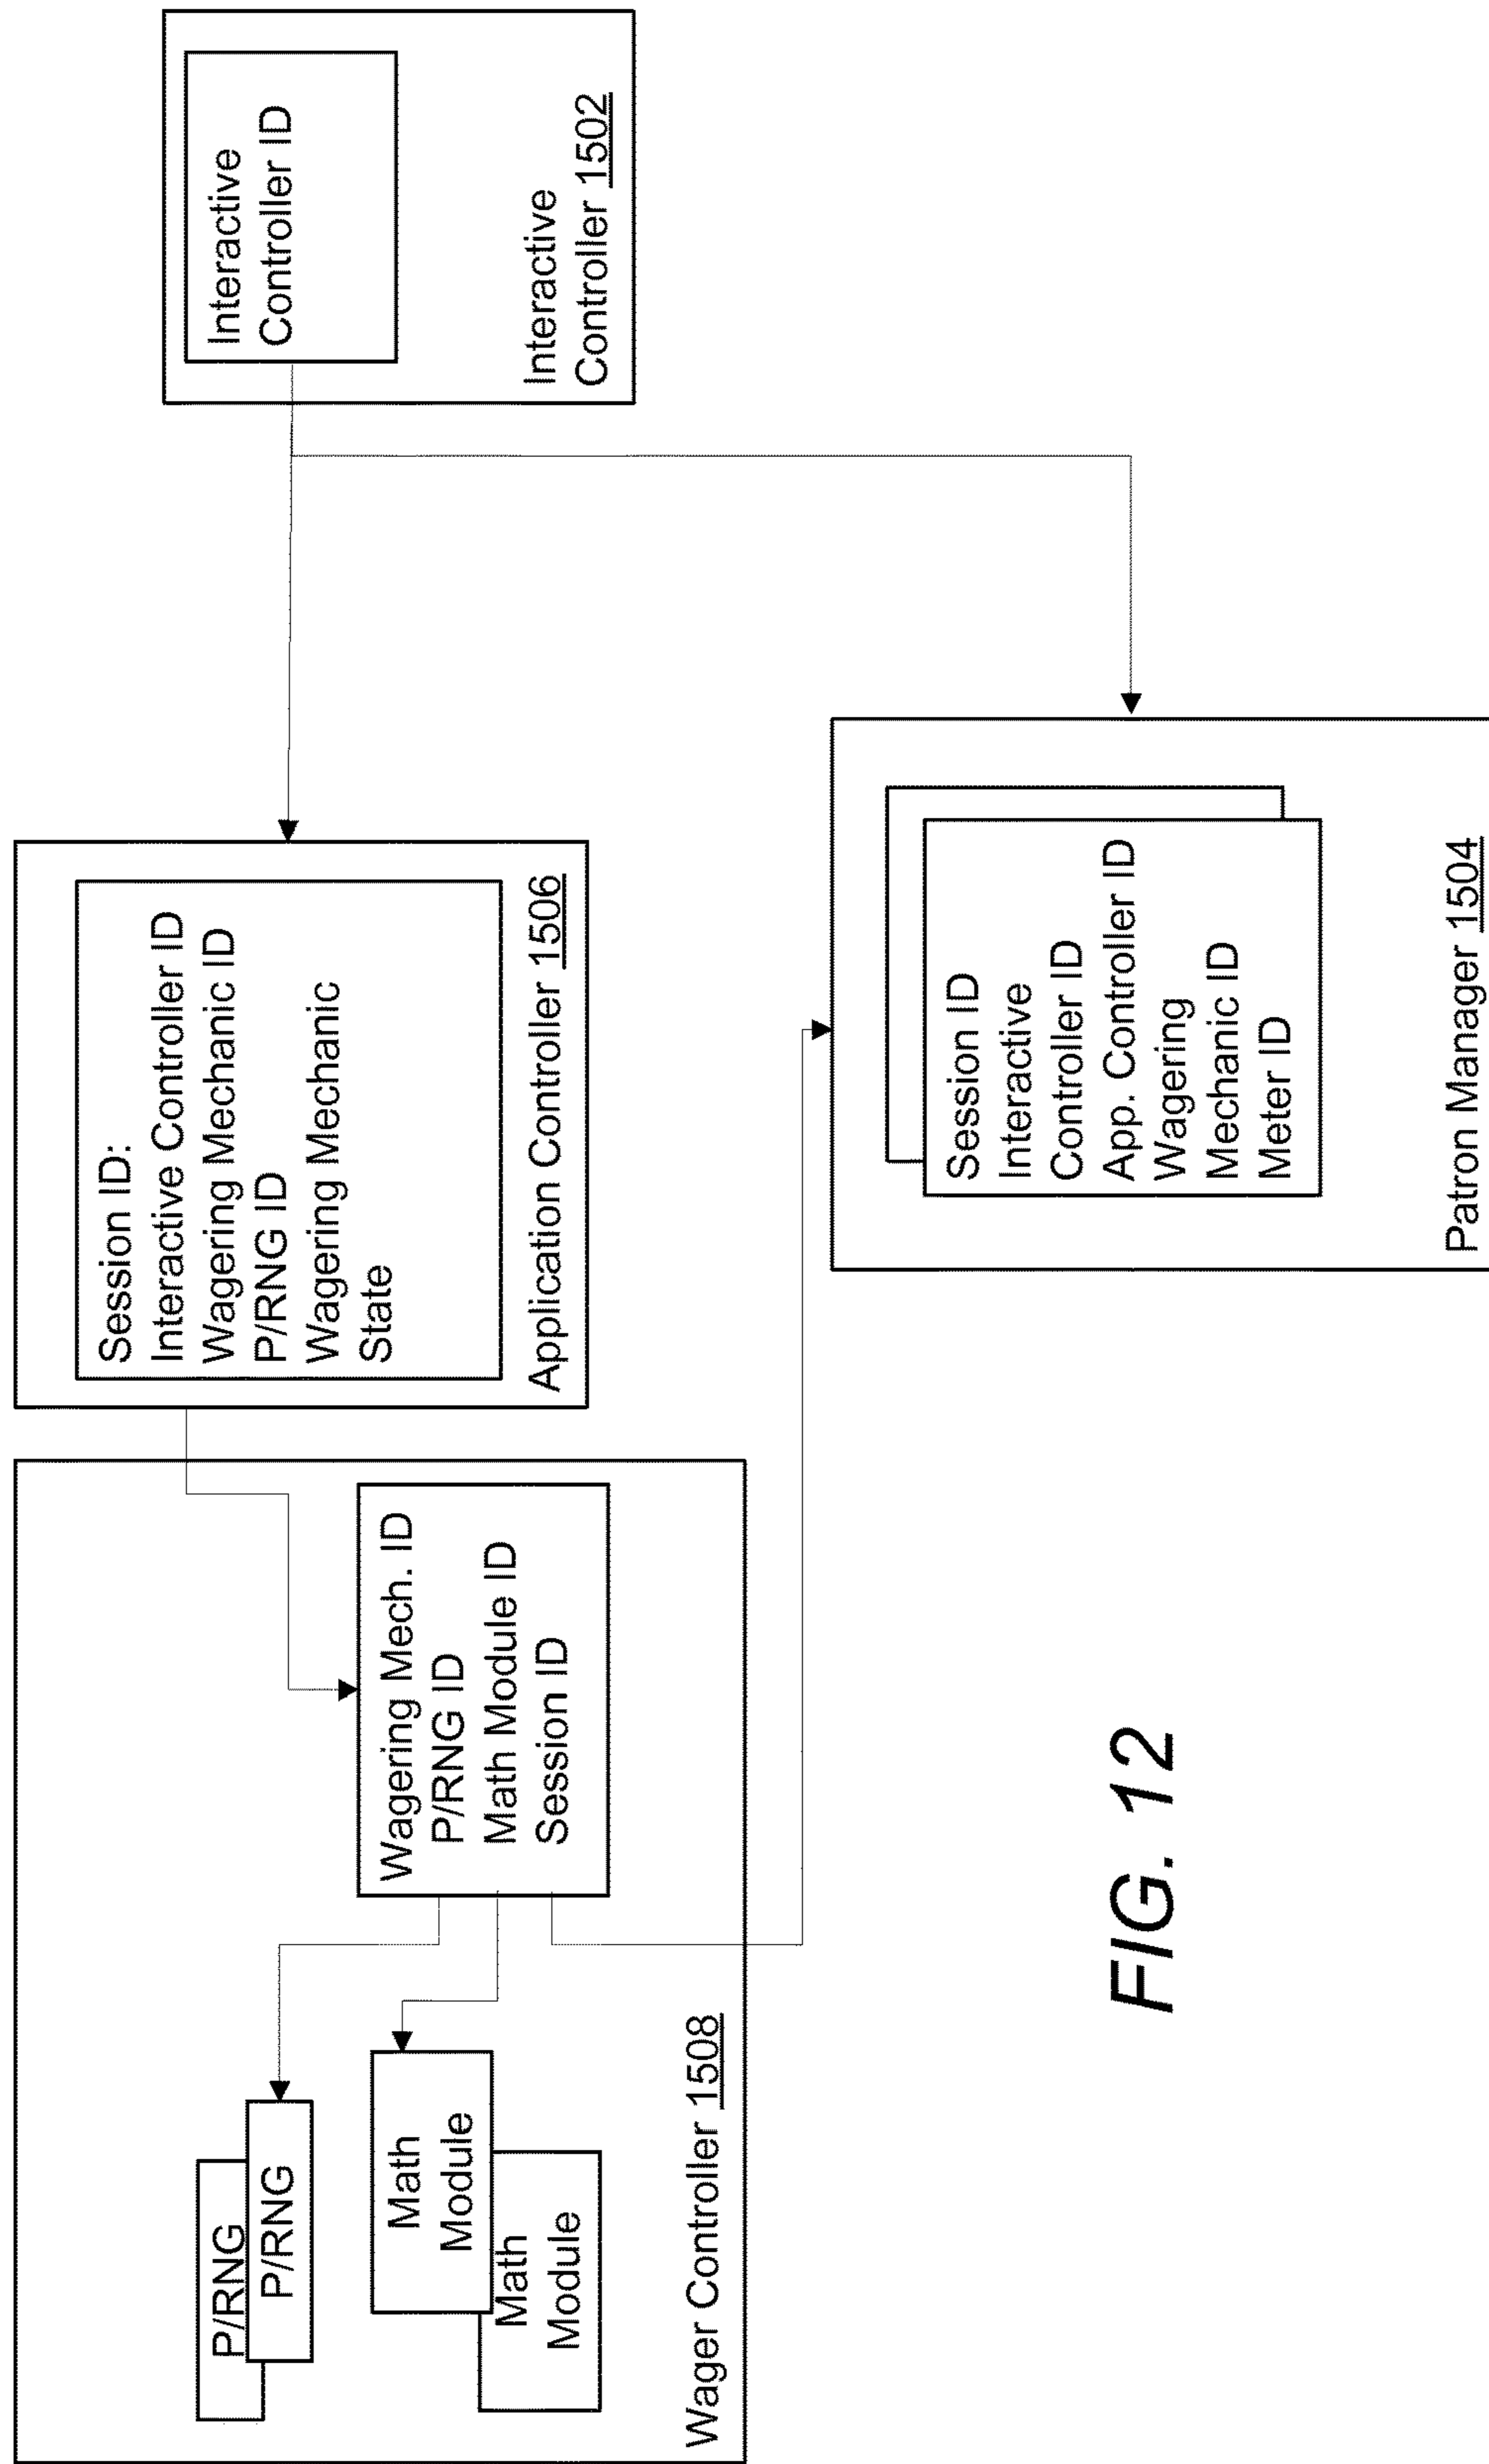 P/RNG
P/RNG
Math
Module
Math
Module
Wagering Mech. ID
P/RNG ID
Math Module ID
Session ID
Wager Controller 1508
Session ID:
Interactive Controller ID
Wagering Mechanic ID
P/RNG ID
Wagering Mechanic
State
Application Controller 1506
Interactive
Controller ID
Interactive
Controller 1502
Session ID
Interactive
Controller ID
App. Controller ID
Wagering
Mechanic ID
Meter ID
Patron Manager 1504
FIG. 12